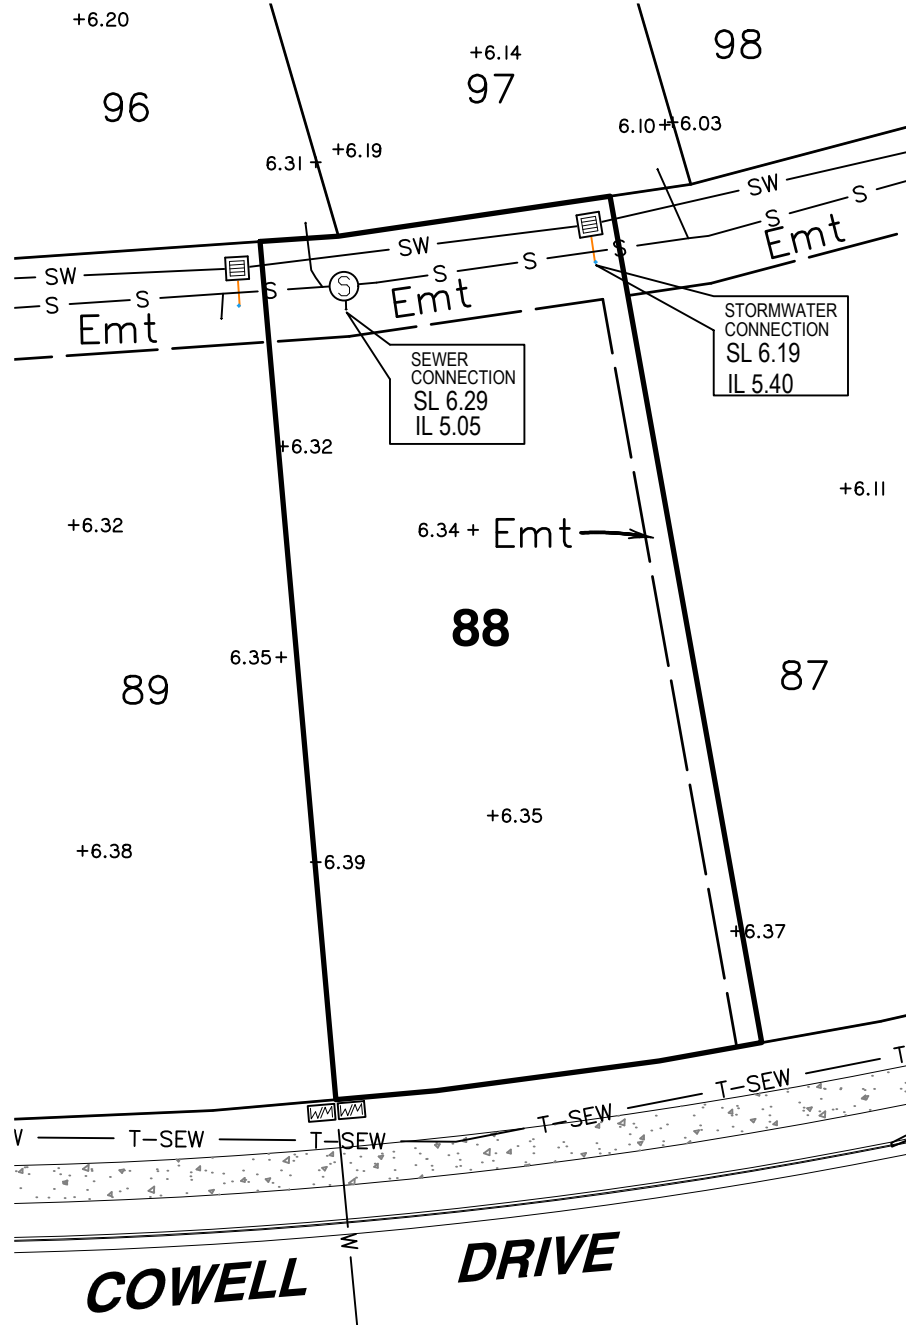 +6.20
98
+6.14
97
96
6.10+
+6.03
+6.19
6.31 +
SW
S
S
SW
Emt
S
SW
S
S
S
S
Emt
S
S
Emt
STORMWATER
CONNECTION
SL 6.19
IL 5.40
SEWER
CONNECTION
SL 6.29
IL 5.05
+6.32
+6.11
+6.32
6.34 +
Emt
88
6.35+
87
89
+6.35
+6.38
+6.39
+6.37
T
T-SEW
WM
WM
T-SEW
W
T-SEW
T-SEW
W
COWELL DRIVE